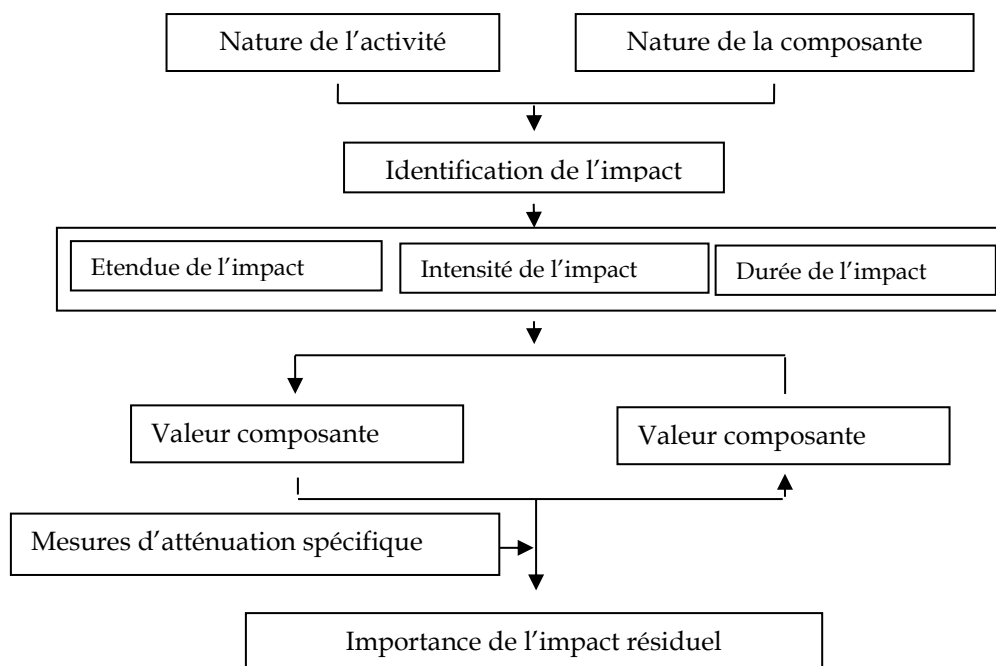 Nature de l’activité
Nature de la composante
Identification de l’impact
Etendue de l’impact
Intensité de l’impact
Durée de l’impact
Valeur composante
Valeur composante
Mesures d’atténuation spécifique
Importance de l’impact résiduel